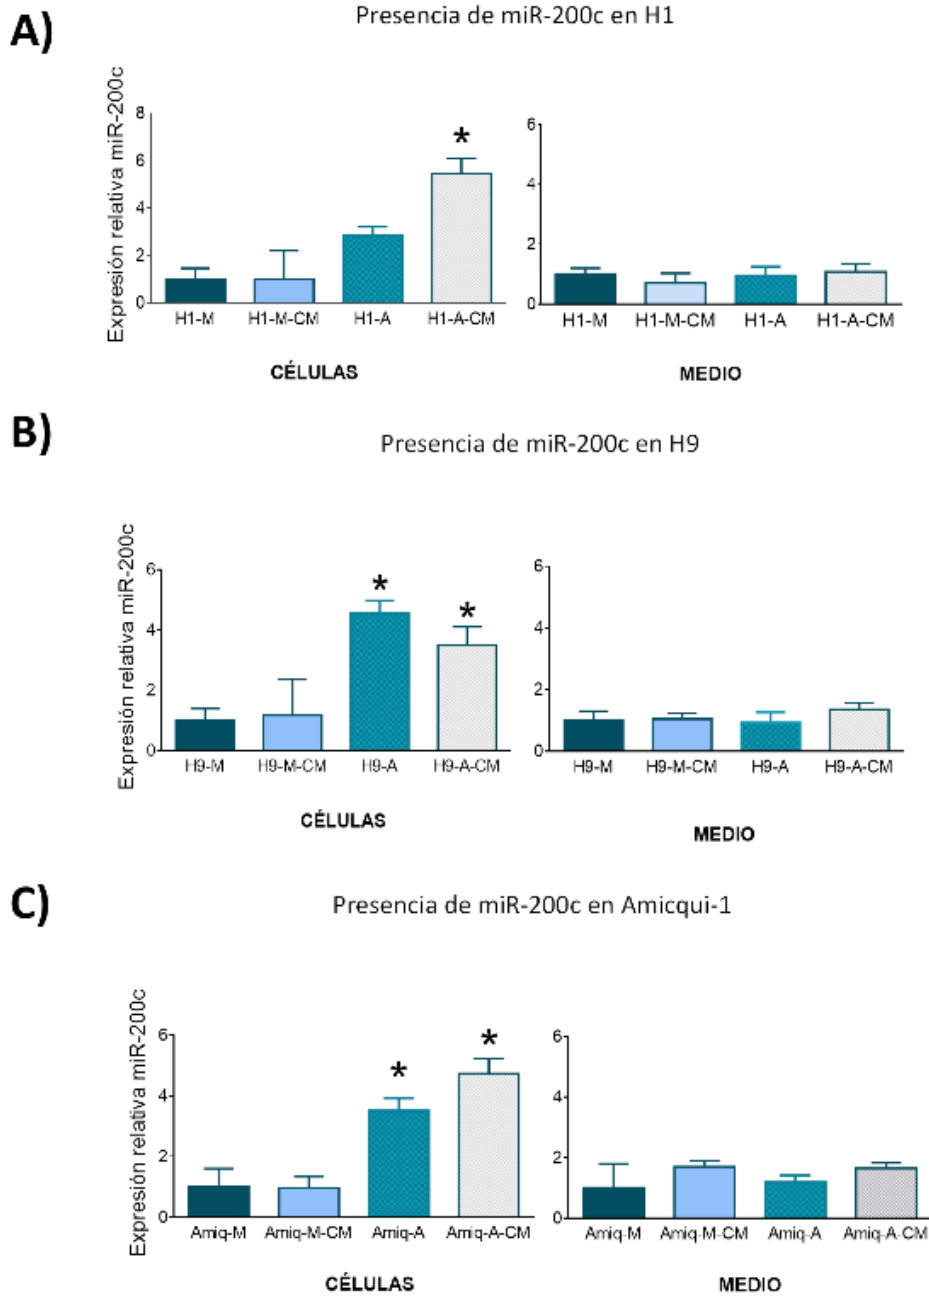 A)
Presencia de miR-200c en H1
Expresión relativa miR-200c
8
6
4
2
0
*
H1-M H1-M-CM H1-A H1-A-CM
CÉLULAS
6
4
2
0
H1-M H1-M-CM H1-A H1-A-CM
MEDIO
B)
Presencia de miR-200c en H9
Expresión relativa miR-200c
6
4
2
0
* *
H9-M H9-M-CM H9-A H9-A-CM
CÉLULAS
6
4
2
0
H9-M H9-M-CM H9-A H9-A-CM
MEDIO
C)
Presencia de miR-200c en Amicqui-1
Expresión relativa miR-200c
6
4
2
0
* *
Amiq-M Amiq-M-CM Amiq-A Amiq-A-CM
CÉLULAS
6
4
2
0
Amiq-M Amiq-M-CM Amiq-A Amiq-A-CM
MEDIO